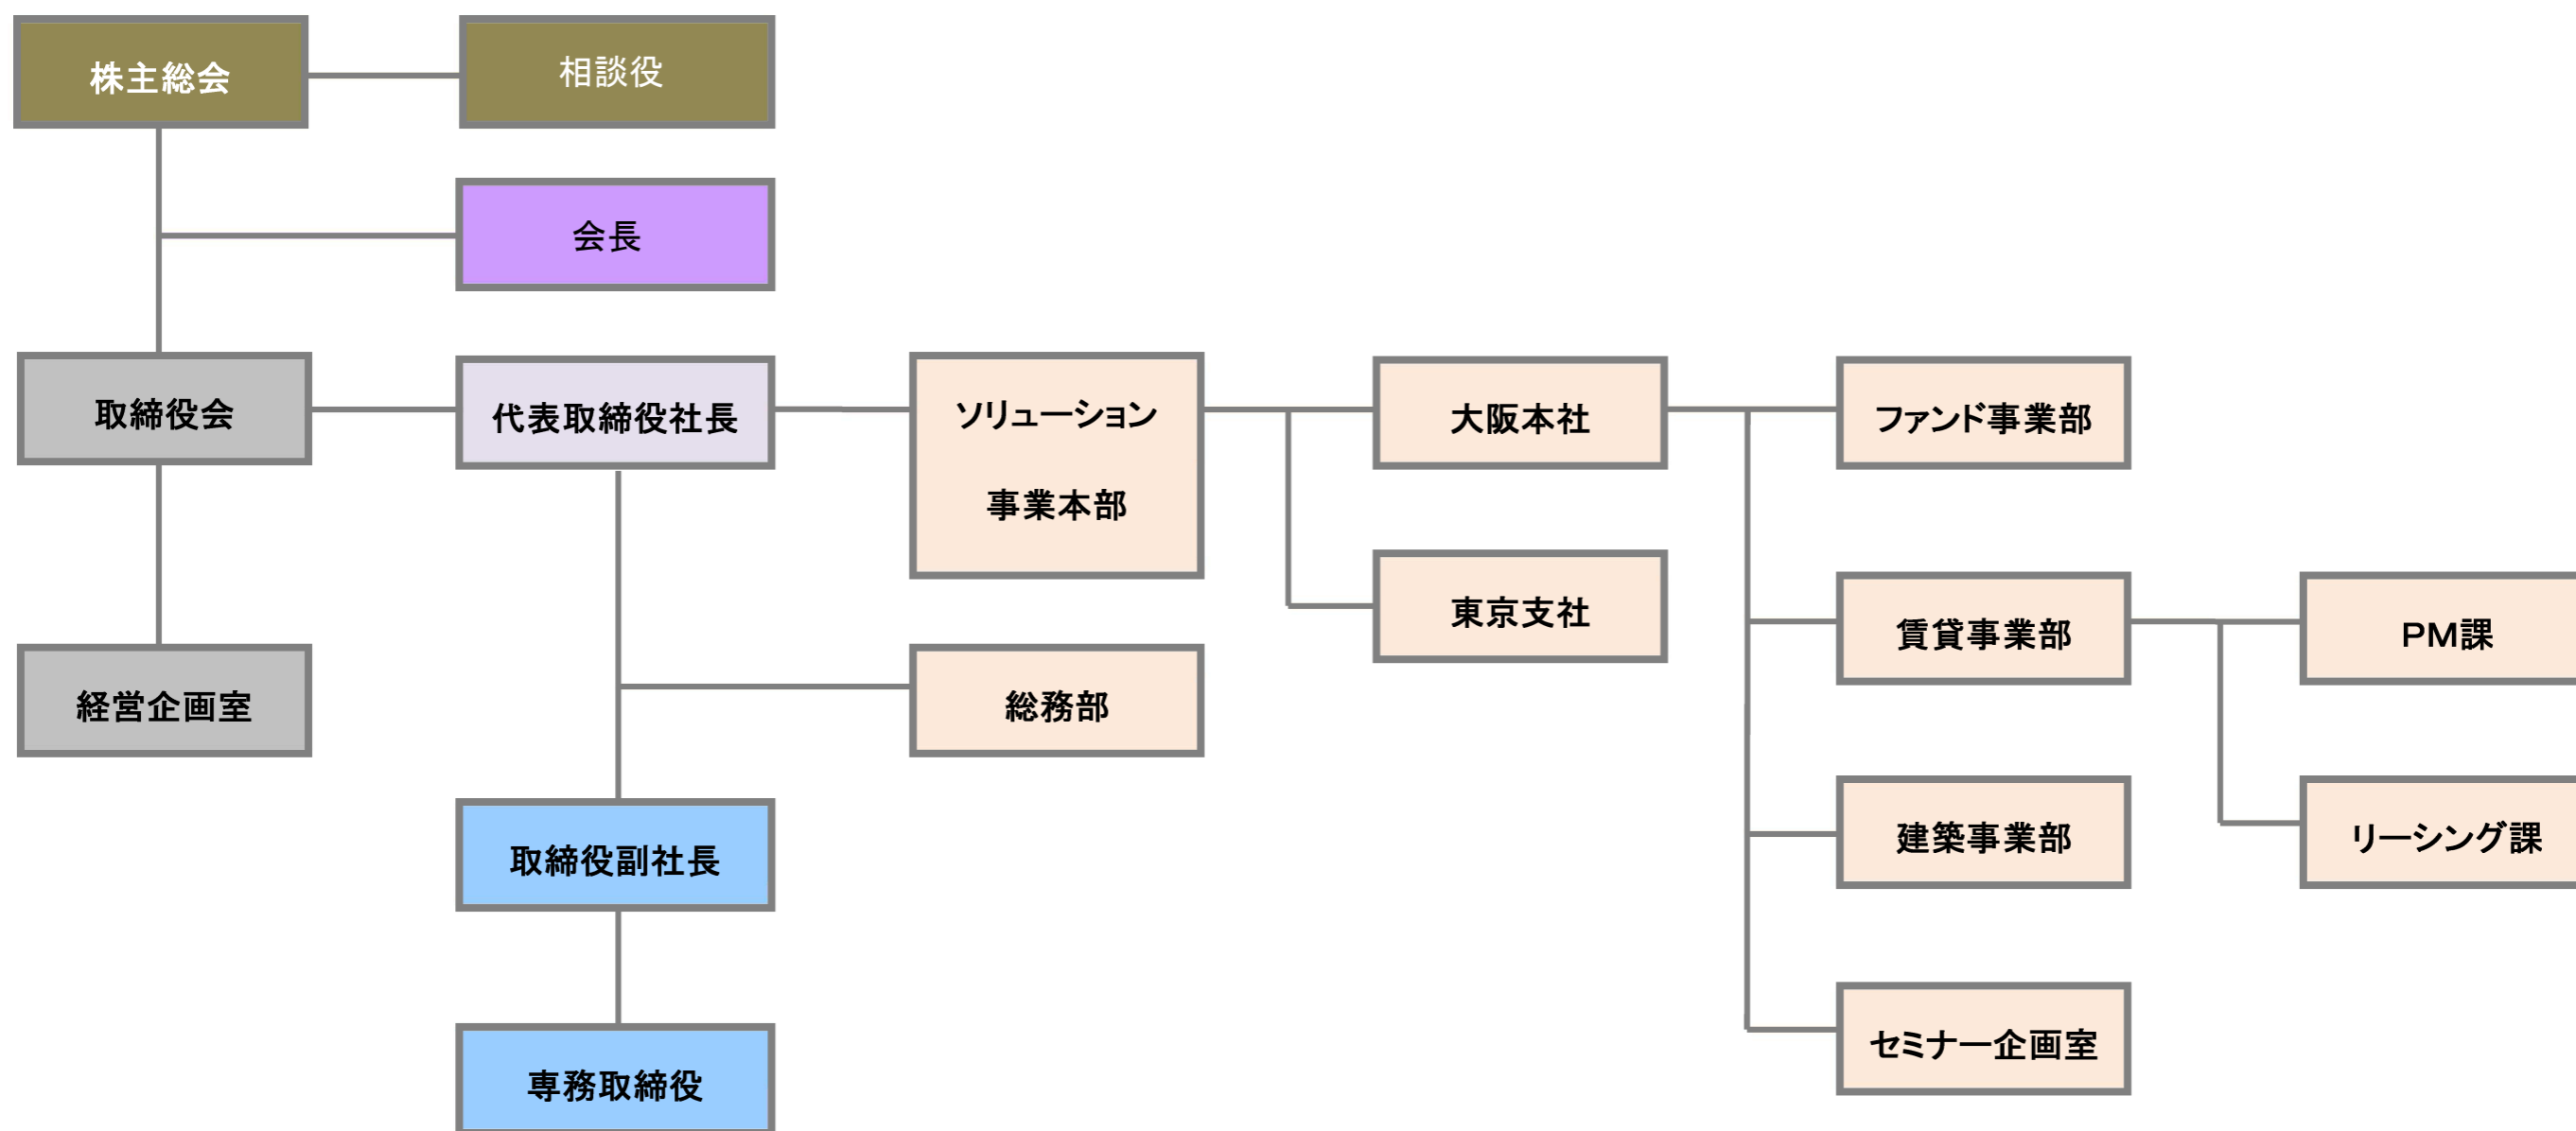 株主総会
相談役
会長
取締役会
代表取締役社長
ソリューション
事業本部
大阪本社
ファンド事業部
東京支社
賃貸事業部
PM課
経営企画室
総務部
取締役副社長
建築事業部
リーシング課
専務取締役
セミナー企画室